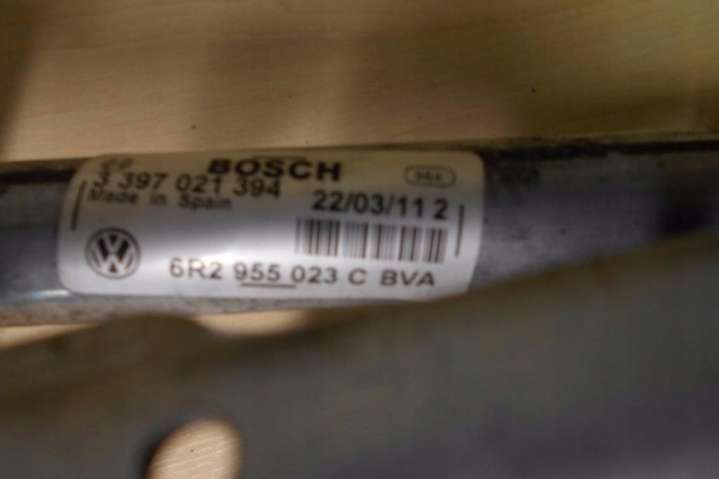 BOSCH
3 397 021 394
Made in Spain
22/03/11 2
6R2 955 023 C BVA